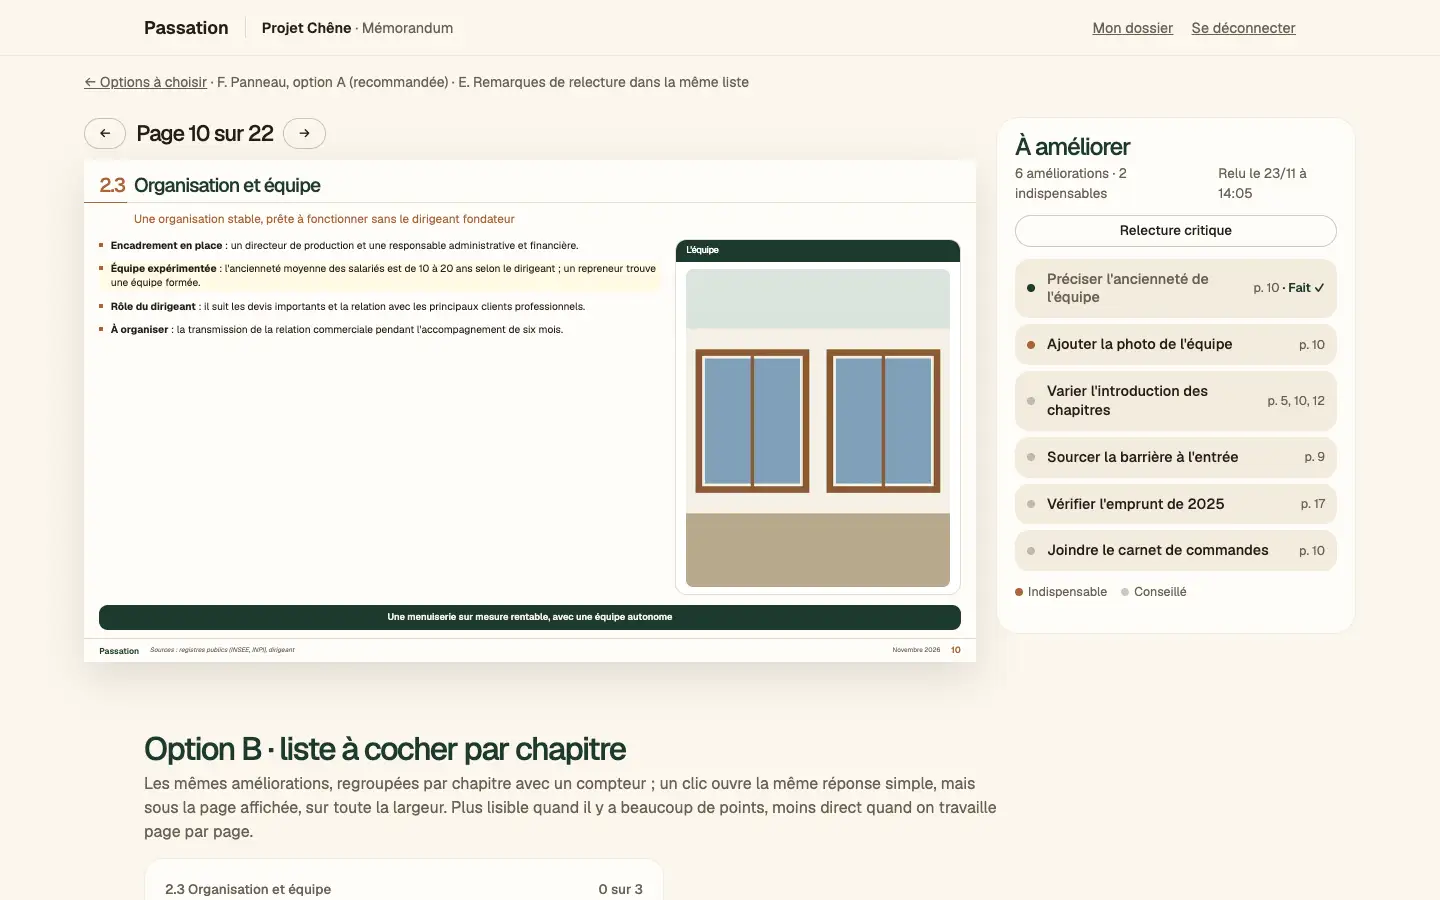 Passation
Projet Chêne · Mémorandum
Mon dossier
Se déconnecter
← Options à choisir · F. Panneau, option A (recommandée) · E. Remarques de relecture dans la même liste
← Page 10 sur 22 →
2.3 Organisation et équipe
Une organisation stable, prête à fonctionner sans le dirigeant fondateur
Encadrement en place : un directeur de production et une responsable administrative et financière.
Équipe expérimentée : l'ancienneté moyenne des salariés est de 10 à 20 ans selon le dirigeant ; un repreneur trouve
une équipe formée.
Rôle du dirigeant : il suit les devis importants et la relation avec les principaux clients professionnels.
À organiser : la transmission de la relation commerciale pendant l'accompagnement de six mois.
L'équipe
Une menuiserie sur mesure rentable, avec une équipe autonome
Passation
Sources : registres publics (INSEE, INPI), dirigeant
Novembre 2026
10
À améliorer
6 améliorations · 2
indispensables
Relu le 23/11 à
14:05
Relecture critique
Préciser l'ancienneté de
l'équipe
p. 10 · Fait ✓
Ajouter la photo de l'équipe
p. 10
Varier l'introduction des
chapitres
p. 5, 10, 12
Sourcer la barrière à l'entrée
p. 9
Vérifier l'emprunt de 2025
p. 17
Joindre le carnet de commandes
p. 10
Indispensable
Conseillé
Option B · liste à cocher par chapitre
Les mêmes améliorations, regroupées par chapitre avec un compteur ; un clic ouvre la même réponse simple, mais
sous la page affichée, sur toute la largeur. Plus lisible quand il y a beaucoup de points, moins direct quand on travaille
page par page.
2.3 Organisation et équipe
0 sur 3